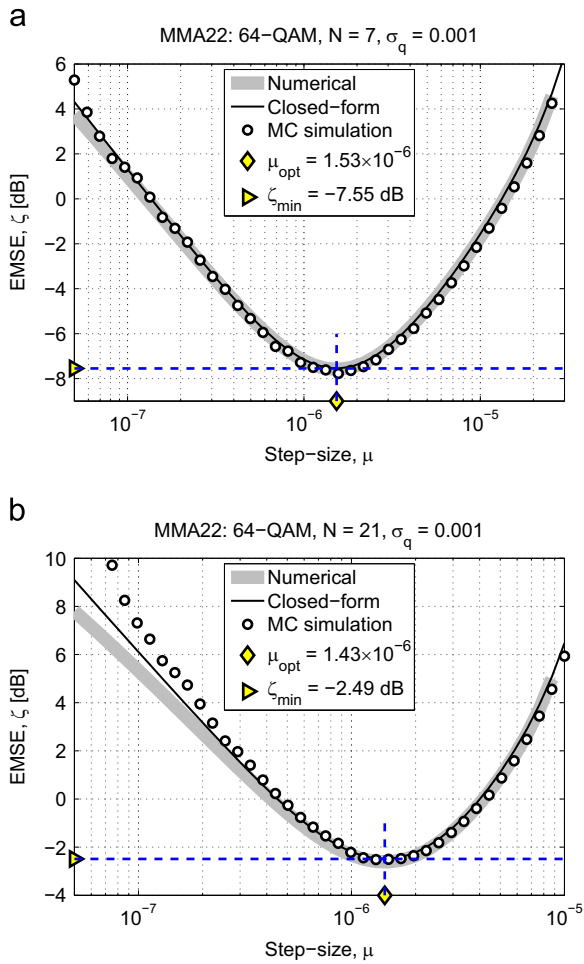 a
MMA22: 64-QAM, N = 7, σq = 0.001
6
4
2
0
−2
−4
−6
−8
EMSE, ζ [dB]
Numerical
Closed-form
MC simulation
μopt = 1.53×10−6
ζmin = −7.55 dB
10−7
10−6
10−5
Step-size, μ
b
MMA22: 64-QAM, N = 21, σq = 0.001
10
8
6
4
2
0
−2
−4
EMSE, ζ [dB]
Numerical
Closed-form
MC simulation
μopt = 1.43×10−6
ζmin = −2.49 dB
10−7
10−6
10−5
Step-size, μ